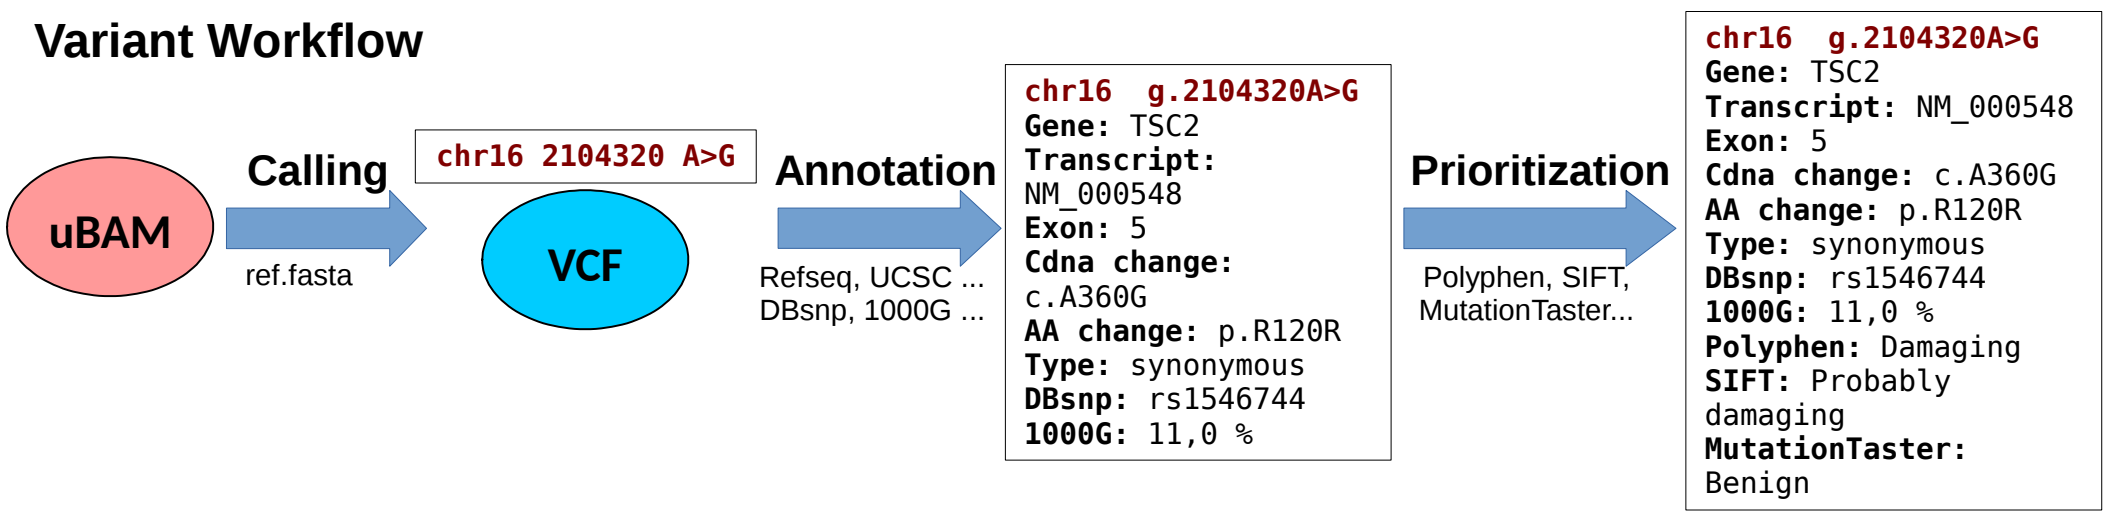 Variant Workflow
uBAM
Calling
ref.fasta
chr16 2104320 A>G
VCF
Annotation
Refseq, UCSC ...
DBsnp, 1000G ...
chr16  g.2104320A>G
Gene: TSC2
Transcript:
NM_000548
Exon: 5
Cdna change:
c.A360G
AA change: p.R120R
Type: synonymous
DBsnp: rs1546744
1000G: 11,0 %
Prioritization
Polyphen, SIFT,
MutationTaster...
chr16  g.2104320A>G
Gene: TSC2
Transcript: NM_000548
Exon: 5
Cdna change: c.A360G
AA change: p.R120R
Type: synonymous
DBsnp: rs1546744
1000G: 11,0 %
Polyphen: Damaging
SIFT: Probably
damaging
MutationTaster:
Benign